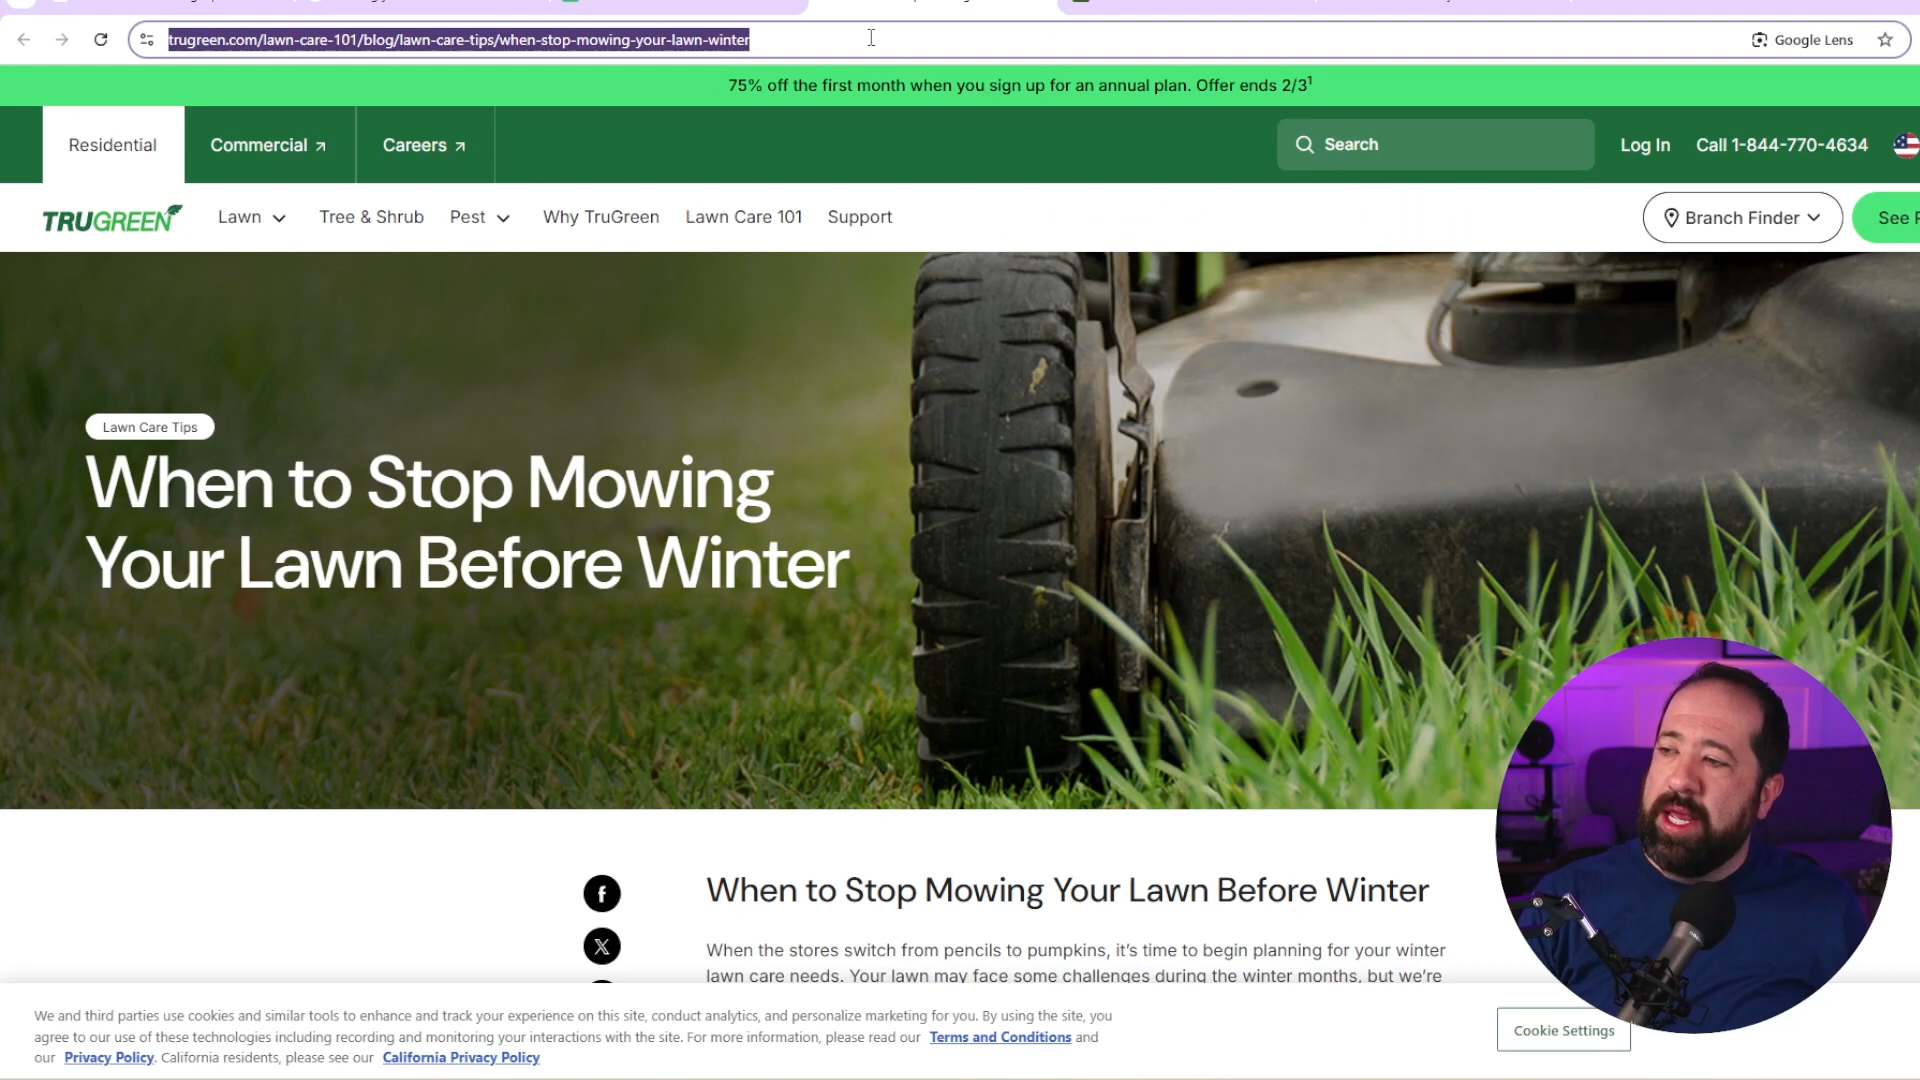 trugreen.com/lawn-care-101/blog/lawn-care-tips/when-stop-mowing-your-lawn-winter
Google Lens
75% off the first month when you sign up for an annual plan. Offer ends 2/3¹
Residential
Commercial
Careers
Search
Log In
Call 1-844-770-4634
TRUGREEN
Lawn
Tree & Shrub
Pest
Why TruGreen
Lawn Care 101
Support
Branch Finder
See
Lawn Care Tips
When to Stop Mowing
Your Lawn Before Winter
When to Stop Mowing Your Lawn Before Winter
When the stores switch from pencils to pumpkins, it's time to begin planning for your winter
lawn care needs. Your lawn may face some challenges during the winter months, but we're
We and third parties use cookies and similar tools to enhance and track your experience on this site, conduct analytics, and personalize marketing for you. By using the site, you
agree to our use of these technologies including recording and monitoring your interactions with the site. For more information, please read our Terms and Conditions and
our Privacy Policy. California residents, please see our California Privacy Policy
Cookie Settings